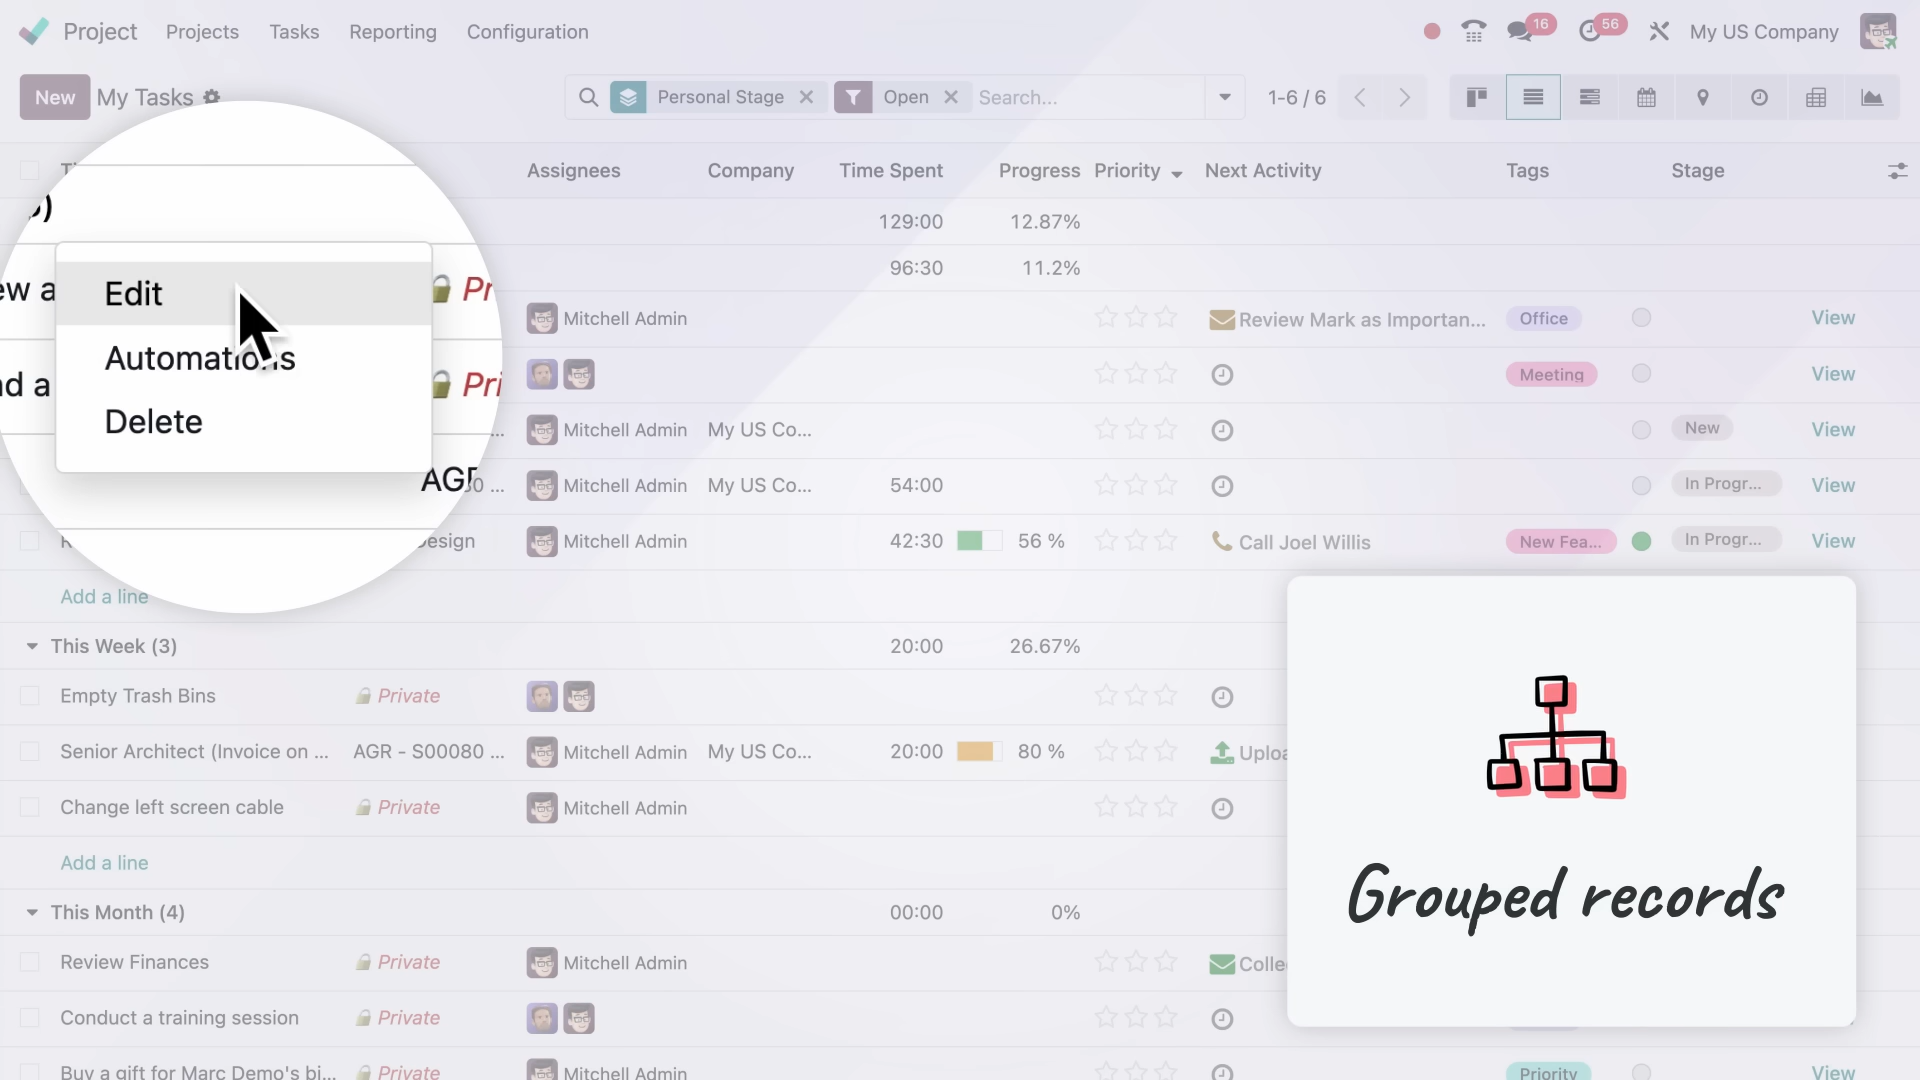 Project Projects Tasks Reporting Configuration 16 56 My US Company
New My Tasks Personal Stage Open Search... 1-6 / 6
Assignees Company Time Spent Progress Priority Next Activity Tags Stage
129:00 12.87%
96:30 11.2%
Edit
Automations
Delete
Mitchell Admin Review Mark as Importan... Office View
Meeting View
Mitchell Admin My US Co... New View
Mitchell Admin My US Co... 54:00 In Progr... View
Mitchell Admin 42:30 56 % Call Joel Willis New Fea... In Progr... View
Add a line
This Week (3) 20:00 26.67%
Empty Trash Bins Private
Senior Architect (Invoice on ... AGR - S00080 ... Mitchell Admin My US Co... 20:00 80 %
Change left screen cable Private Mitchell Admin
Add a line
This Month (4) 00:00 0%
Grouped records
Review Finances Private Mitchell Admin
Conduct a training session Private
Buy a gift for Marc Demo's bi... Private Mitchell Admin Priority View